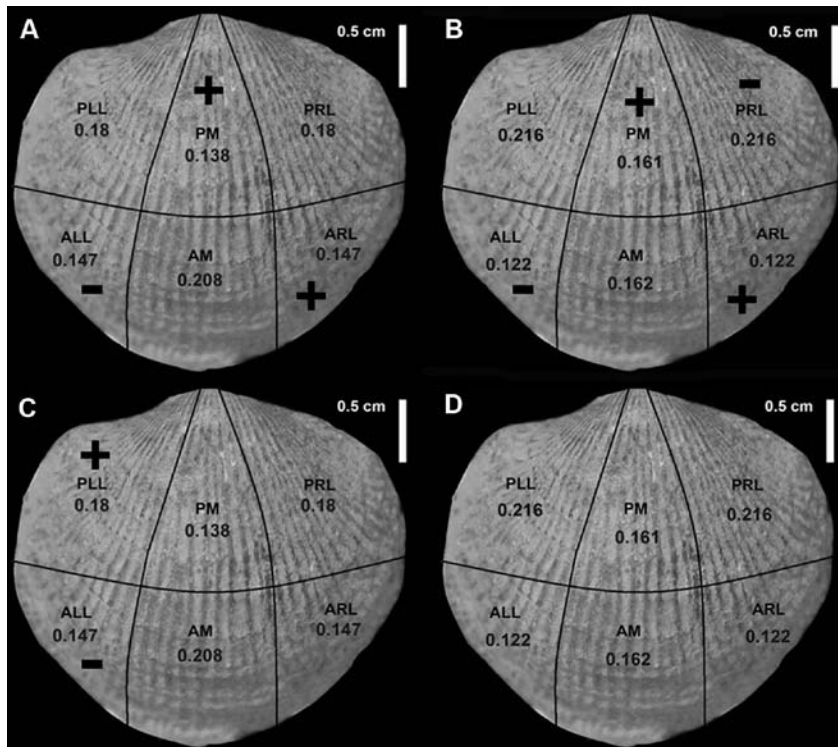 A
0.5 cm
+
PLL
0.18
PM
0.138
PRL
0.18
ALL
0.147
-
AM
0.208
ARL
0.147
+
B
0.5 cm
+
-
PLL
0.216
PM
0.161
PRL
0.216
ALL
0.122
-
AM
0.162
ARL
0.122
+
C
0.5 cm
+
PLL
0.18
PM
0.138
PRL
0.18
ALL
0.147
-
AM
0.208
ARL
0.147
D
0.5 cm
PLL
0.216
PM
0.161
PRL
0.216
ALL
0.122
AM
0.162
ARL
0.122